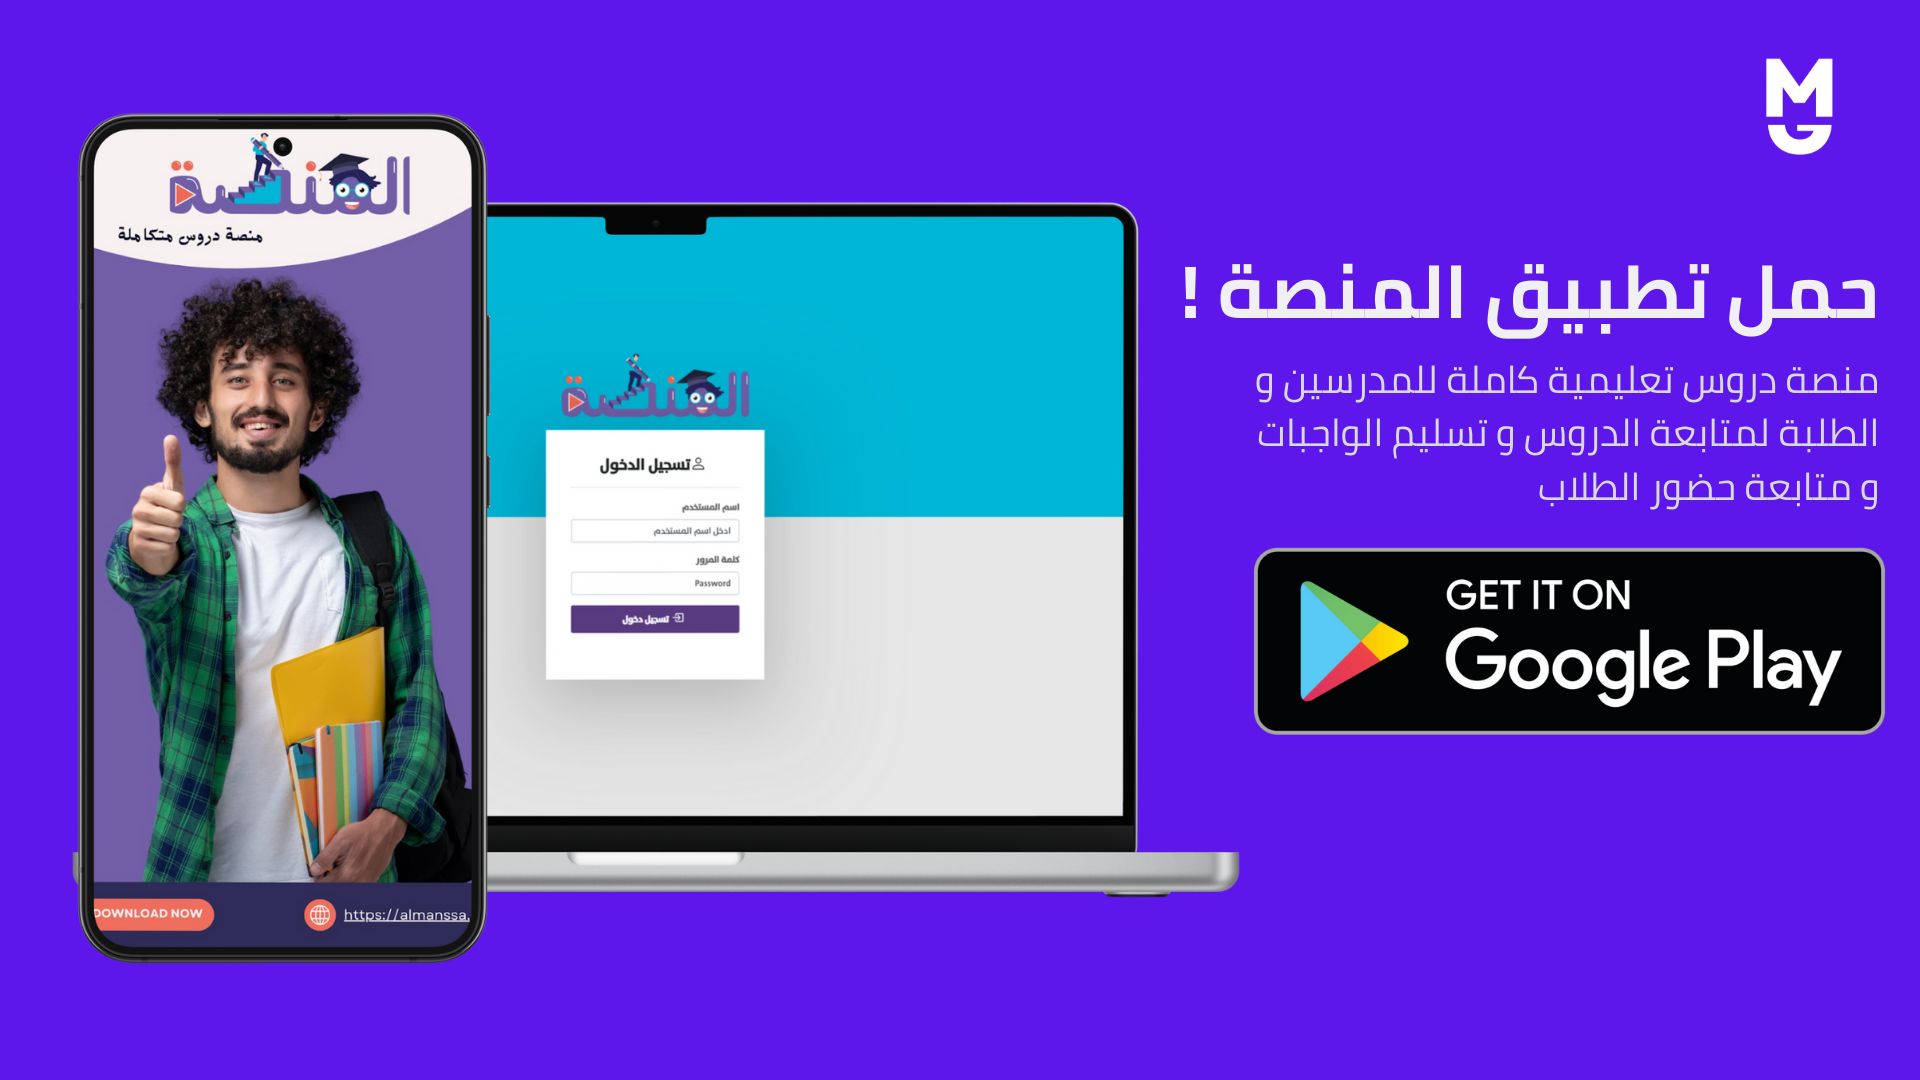 MG
حمل تطبيق المنصة !
منصة دروس تعليمية كاملة للمدرسين و
الطلبة لمتابعة الدروس و تسليم الواجبات
و متابعة حضور الطلاب
GET IT ON
Google Play
المنصة
تسجيل الدخول
اسم المستخدم
ادخل اسم المستخدم
كلمة المرور
Password
تسجيل دخول
المنصة
منصة دروس متكاملة
DOWNLOAD NOW
https://almanssa.